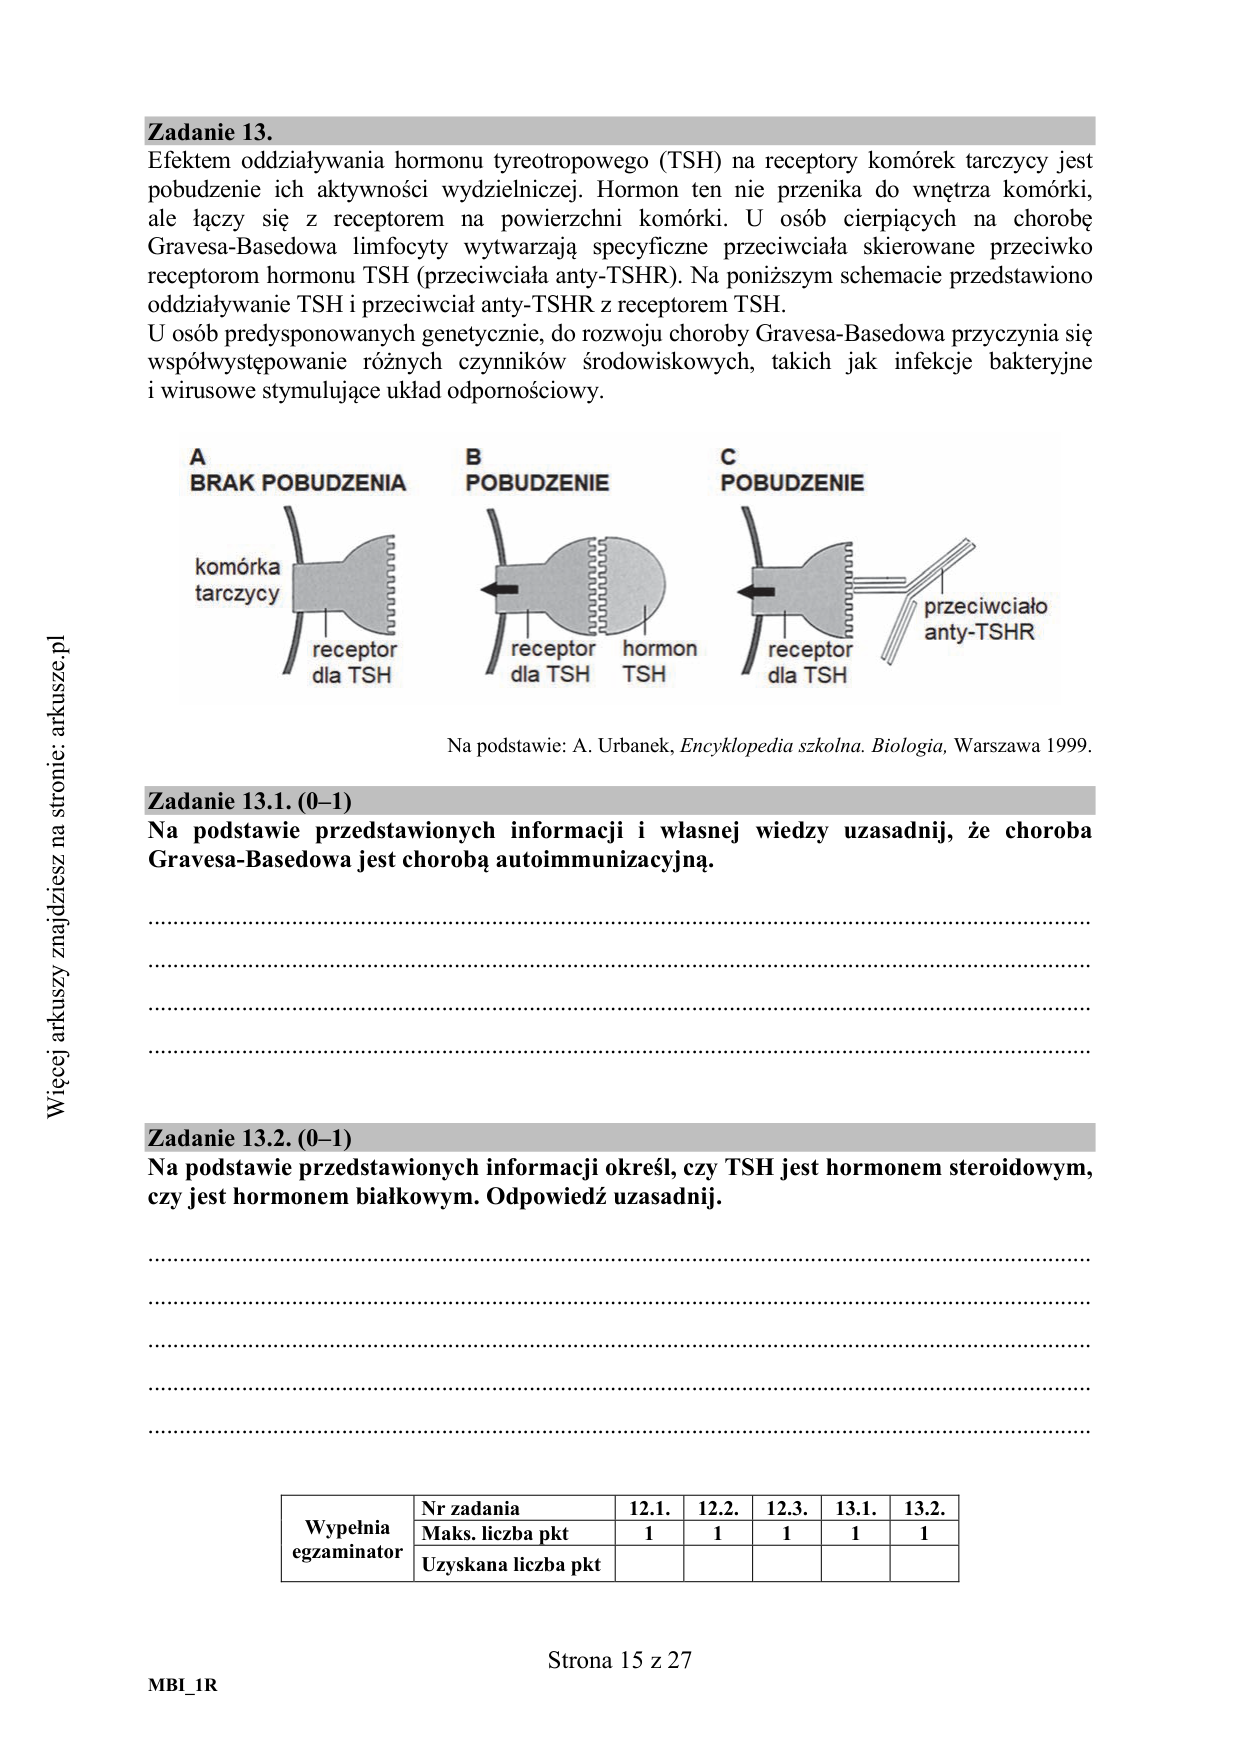 Zadanie 13.
Efektem oddziaływania hormonu tyreotropowego (TSH) na receptory komórek tarczycy jest
pobudzenie ich aktywności wydzielniczej. Hormon ten nie przenika do wnętrza komórki,
ale łączy się z receptorem na powierzchni komórki. U osób cierpiących na chorobę
Gravesa-Basedowa limfocyty wytwarzają specyficzne przeciwciała skierowane przeciwko
receptorom hormonu TSH (przeciwciała anty-TSHR). Na poniższym schemacie przedstawiono
oddziaływanie TSH i przeciwciał anty-TSHR z receptorem TSH.
U osób predysponowanych genetycznie, do rozwoju choroby Gravesa-Basedowa przyczynia się
współwystępowanie różnych czynników środowiskowych, takich jak infekcje bakteryjne
i wirusowe stymulujące układ odpornościowy.
A
BRAK POBUDZENIA
komórka
tarczycy
receptor
dla TSH
B
POBUDZENIE
receptor
dla TSH
hormon
TSH
C
POBUDZENIE
receptor
dla TSH
przeciwciało
anty-TSHR
Na podstawie: A. Urbanek, Encyklopedia szkolna. Biologia, Warszawa 1999.
Zadanie 13.1. (0–1)
Na podstawie przedstawionych informacji i własnej wiedzy uzasadnij, że choroba
Gravesa-Basedowa jest chorobą autoimmunizacyjną.
Zadanie 13.2. (0–1)
Na podstawie przedstawionych informacji określ, czy TSH jest hormonem steroidowym,
czy jest hormonem białkowym. Odpowiedź uzasadnij.
Wypełnia
egzaminator
Nr zadania 12.1. 12.2. 12.3. 13.1. 13.2.
Maks. liczba pkt 1 1 1 1 1
Uzyskana liczba pkt
Strona 15 z 27
MBI_1R
Więcej arkuszy znajdziesz na stronie: arkusze.pl